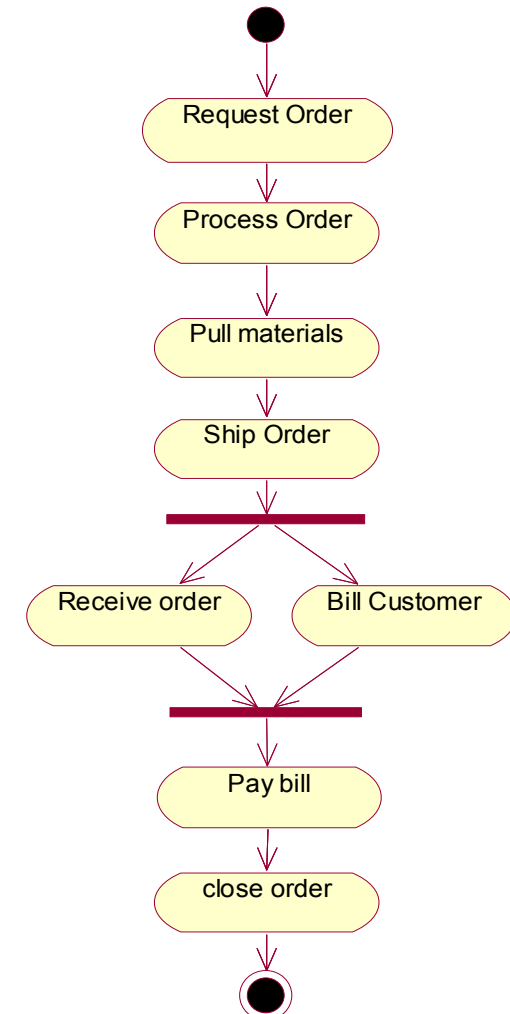 Request Order
Process Order
Pull materials
Ship Order
Receive order
Bill Customer
Pay bill
close order